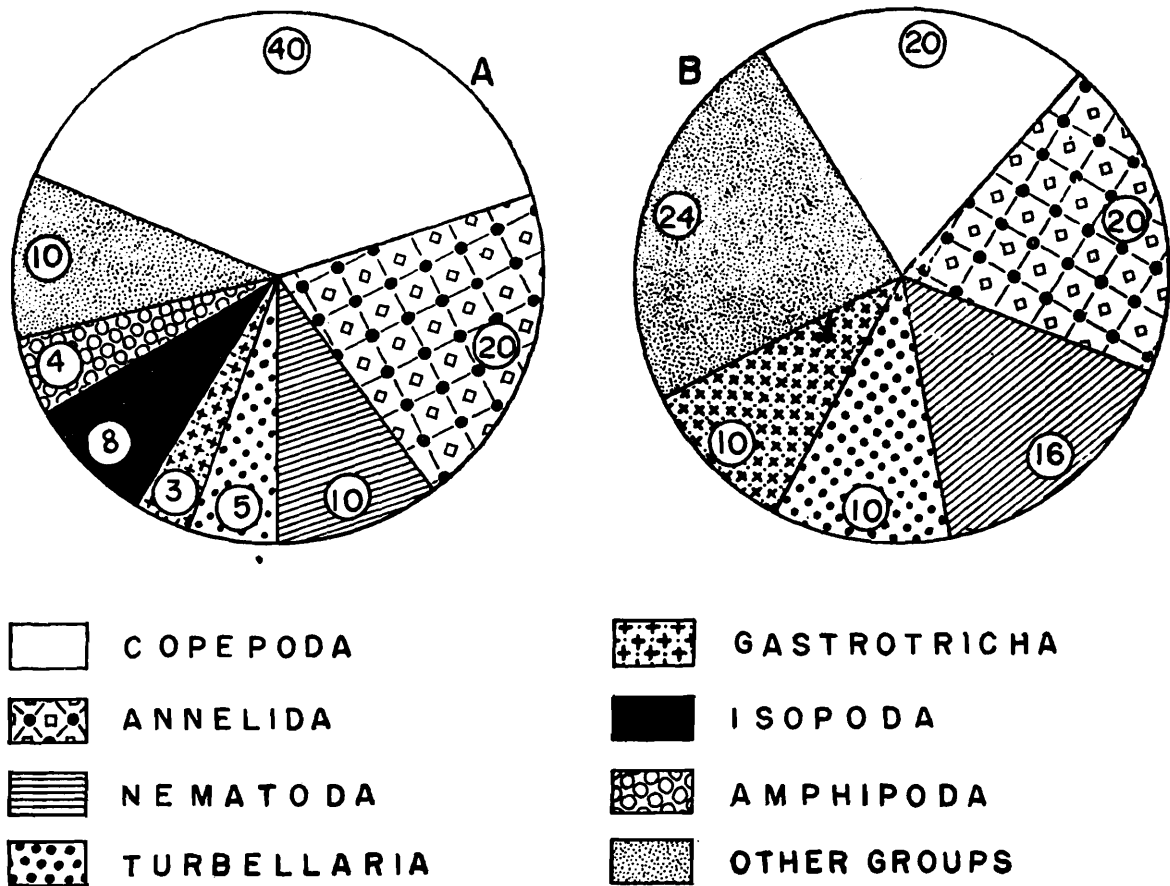 40
A
10
20
4
8
3
5
10
B
20
20
24
16
10
10
COPEPODA
ANNELIDA
NEMATODA
TURBELLARIA
GASTROTRICHA
ISOPODA
AMPHIPODA
OTHER GROUPS